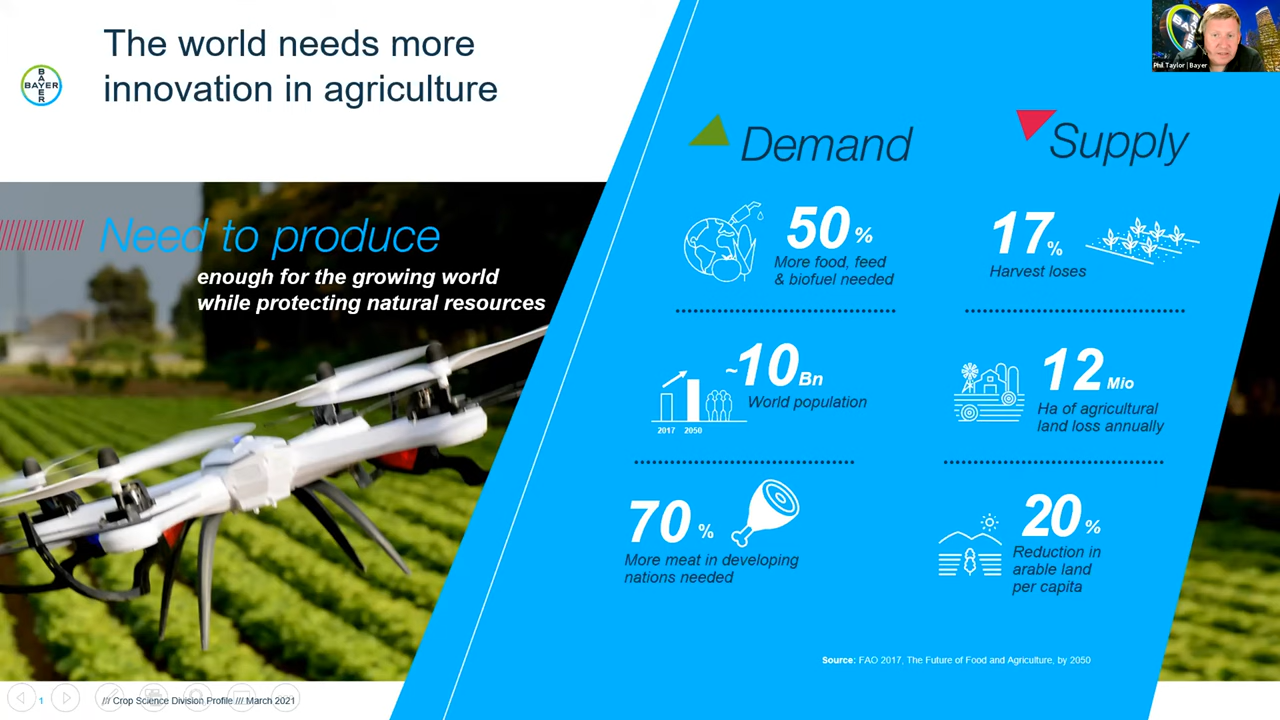 The world needs more
innovation in agriculture
BAYER
BAYER
BAYER
Phil Taylor | Bayer
Need to produce
enough for the growing world
while protecting natural resources
Demand
50 %
More food, feed
& biofuel needed
~10 Bn
World population
2017 2050
70 %
More meat in developing
nations needed
Supply
17%
Harvest loses
12 Mio
Ha of agricultural
land loss annually
20 %
Reduction in
arable land
per capita
Source: FAO 2017, The Future of Food and Agriculture, by 2050
1
/// Crop Science Division Profile /// March 2021